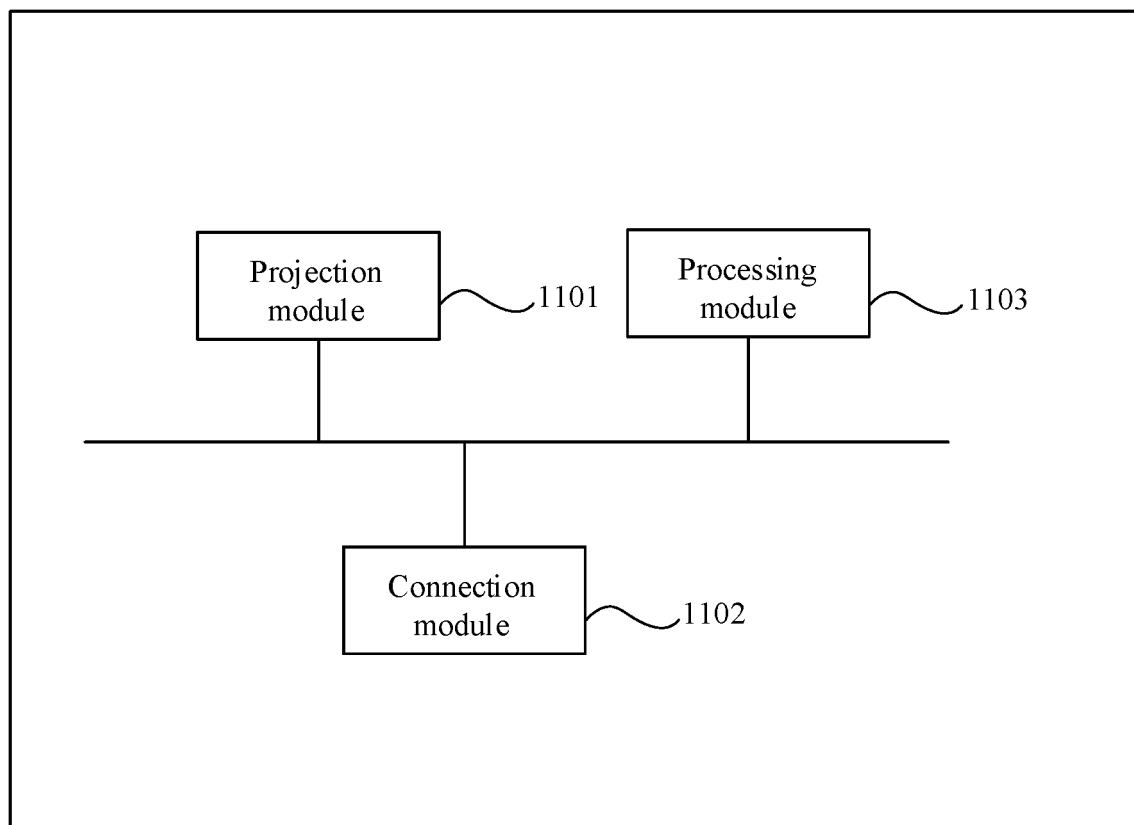 Projection
module
1101
Processing
module
1103
Connection
module
1102